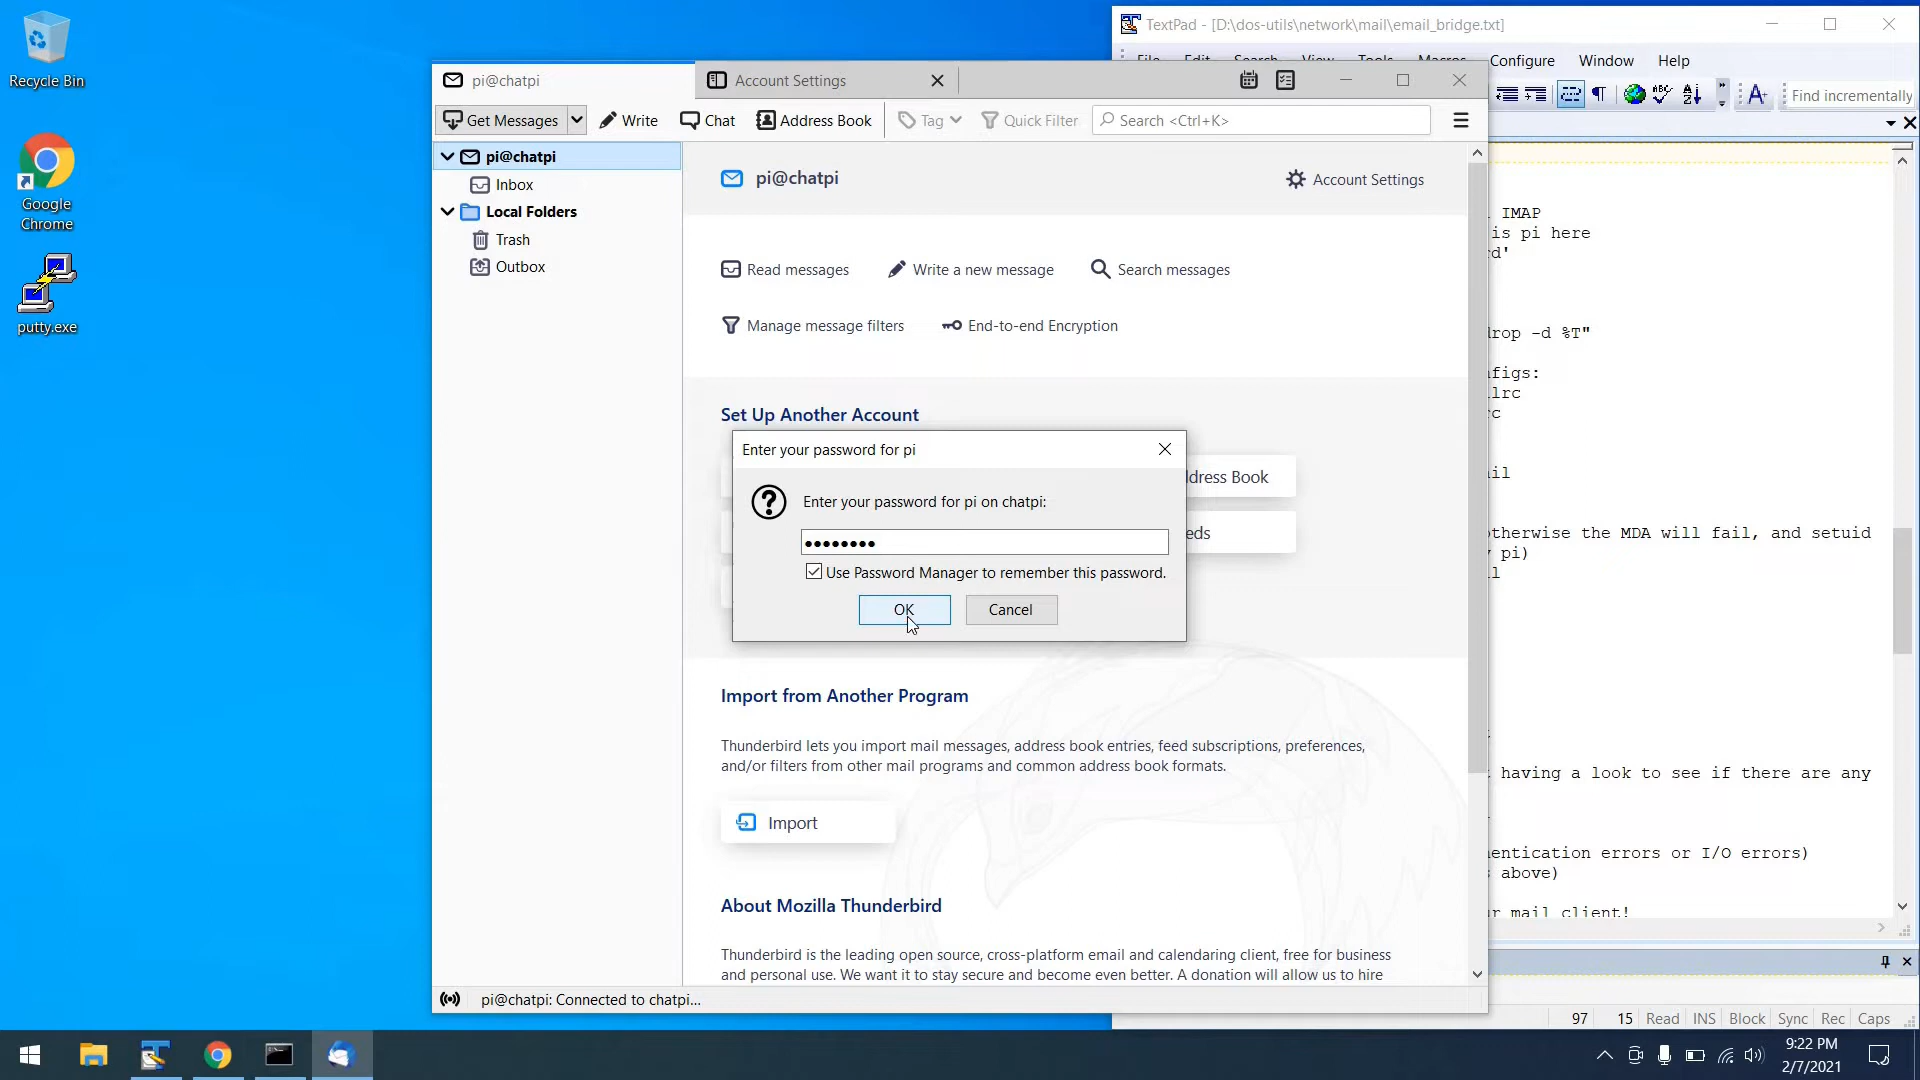 Recycle Bin
Google
Chrome
putty.exe
TextPad - [D:\dos-utils\network\mail\email_bridge.txt]
File Edit Search View Tools Macros Configure Window Help
Find incrementally
pi@chatpi
Account Settings
Get Messages
Write
Chat
Address Book
Tag
Quick Filter
Search <Ctrl+K>
pi@chatpi
Inbox
Local Folders
Trash
Outbox
pi@chatpi
Account Settings
Read messages
Write a new message
Search messages
Manage message filters
End-to-end Encryption
Set Up Another Account
Enter your password for pi
Enter your password for pi on chatpi:
Use Password Manager to remember this password.
OK
Cancel
Book
Import from Another Program
Thunderbird lets you import mail messages, address book entries, feed subscriptions, preferences,
and/or filters from other mail programs and common address book formats.
Import
About Mozilla Thunderbird
Thunderbird is the leading open source, cross-platform email and calendaring client, free for business
and personal use. We want it to stay secure and become even better. A donation will allow us to hire
pi@chatpi: Connected to chatpi...
IMAP
is pi here
-d %T"
otherwise the MDA will fail, and setuid
pi)
having a look to see if there are any
errors or I/O errors)
above)
mail client!
97 15 Read INS Block Sync Rec Caps
9:22 PM
2/7/2021